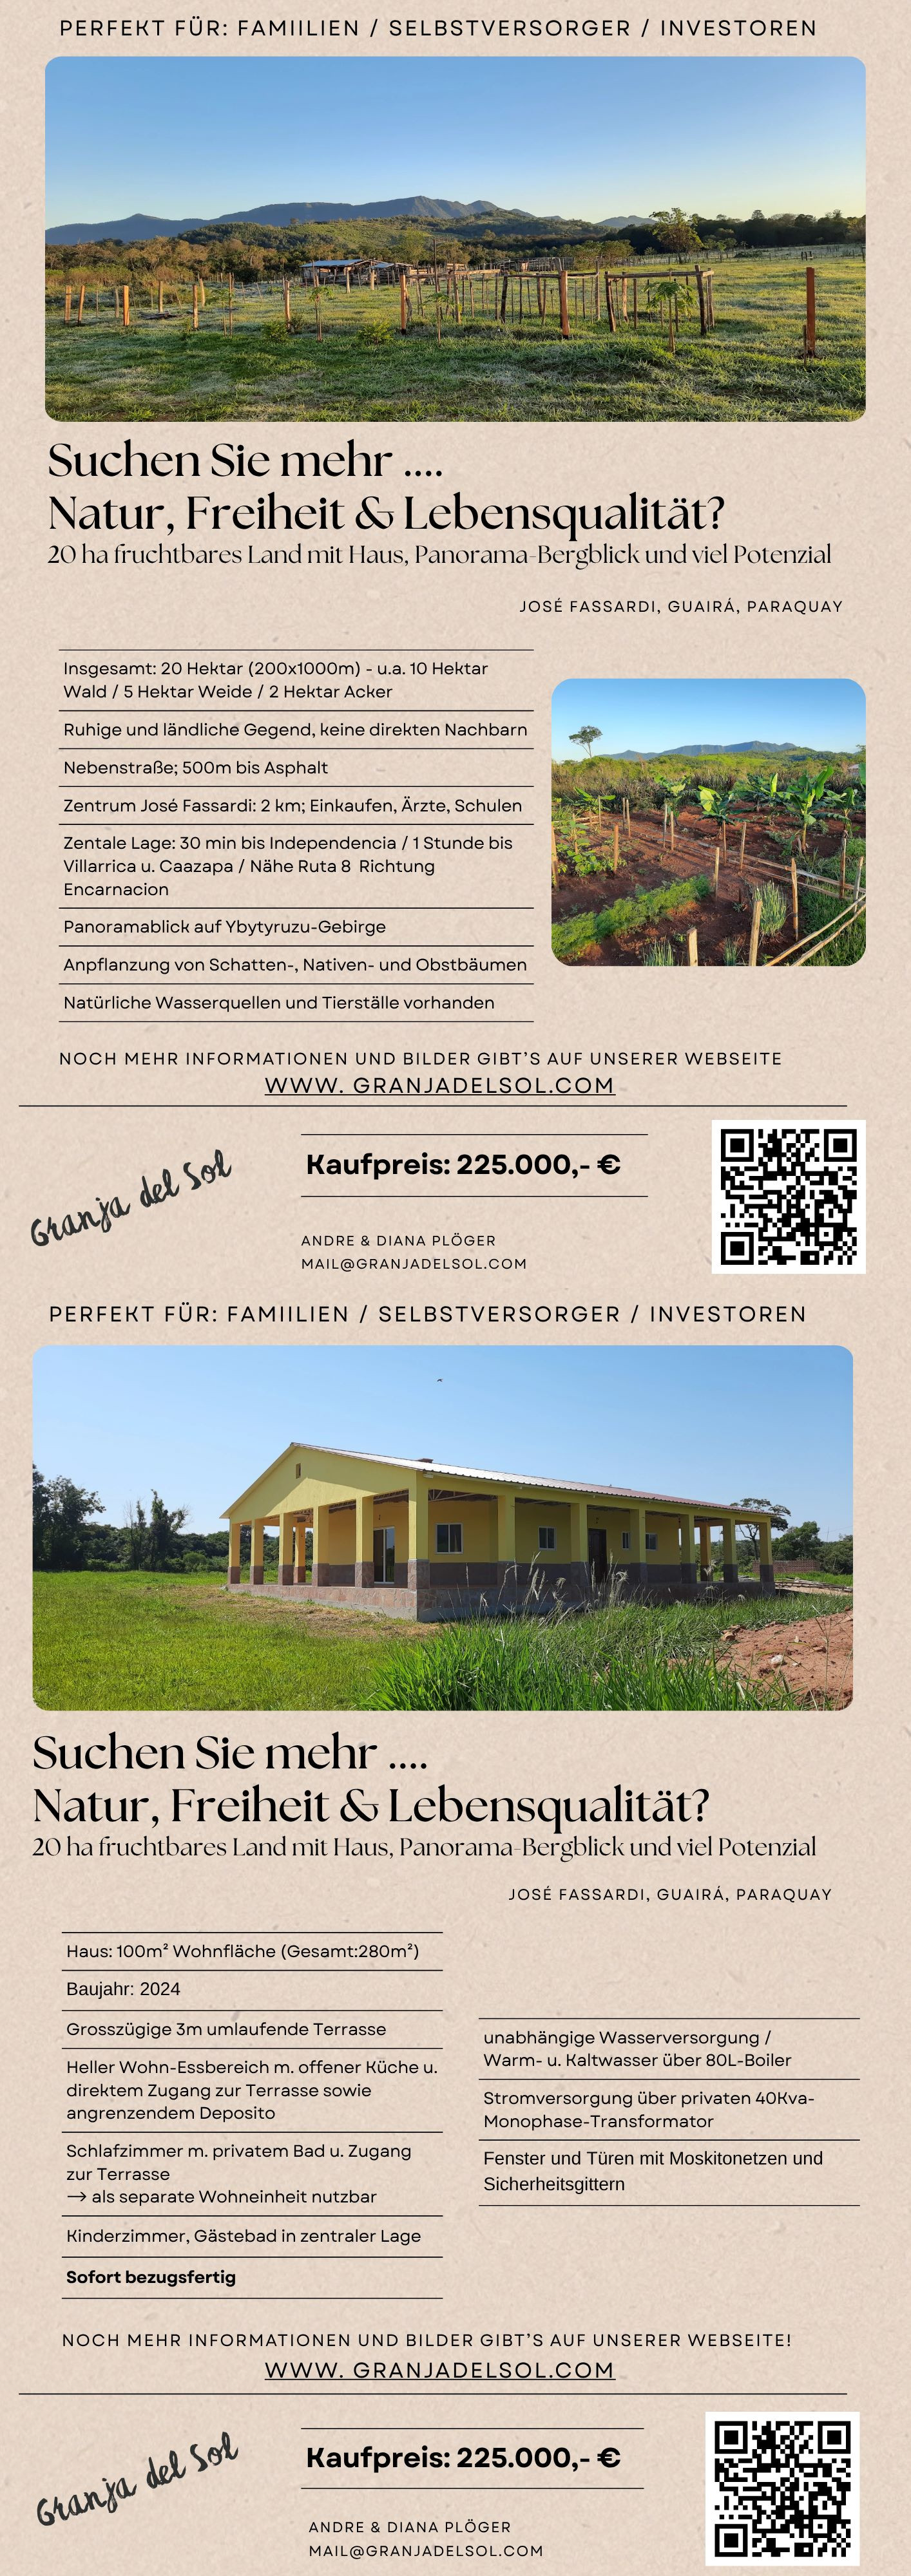 PERFEKT FÜR: FAMIILIEN / SELBSTVERSORGER / INVESTOREN
Suchen Sie mehr ....
Natur, Freiheit & Lebensqualität?
20 ha fruchtbares Land mit Haus, Panorama-Bergblick und viel Potenzial
JOSÉ FASSARDI, GUAIRÁ, PARAQUAY
Insgesamt: 20 Hektar (200x1000m) - u.a. 10 Hektar
Wald / 5 Hektar Weide / 2 Hektar Acker
Ruhige und ländliche Gegend, keine direkten Nachbarn
Nebenstraße; 500m bis Asphalt
Zentrum José Fassardi: 2 km; Einkaufen, Ärzte, Schulen
Zentale Lage: 30 min bis Independencia / 1 Stunde bis
Villarrica u. Caazapa / Nähe Ruta 8 Richtung
Encarnacion
Panoramablick auf Ybytyruzu-Gebirge
Anpflanzung von Schatten-, Nativen- und Obstbäumen
Natürliche Wasserquellen und Tierställe vorhanden
NOCH MEHR INFORMATIONEN UND BILDER GIBT'S AUF UNSERER WEBSEITE
WWW. GRANJADELSOL.COM
Granja del Sol
Kaufpreis: 225.000,- €
ANDRE & DIANA PLÖGER
MAIL@GRANJADELSOL.COM
PERFEKT FÜR: FAMIILIEN / SELBSTVERSORGER / INVESTOREN
Suchen Sie mehr ....
Natur, Freiheit & Lebensqualität?
20 ha fruchtbares Land mit Haus, Panorama-Bergblick und viel Potenzial
JOSÉ FASSARDI, GUAIRÁ, PARAQUAY
Haus: 100m² Wohnfläche (Gesamt:280m²)
Baujahr: 2024
Grosszügige 3m umlaufende Terrasse
Heller Wohn-Essbereich m. offener Küche u.
direktem Zugang zur Terrasse sowie
angrenzendem Deposito
Schlafzimmer m. privatem Bad u. Zugang
zur Terrasse
→ als separate Wohneinheit nutzbar
Kinderzimmer, Gästebad in zentraler Lage
Sofort bezugsfertig
unabhängige Wasserversorgung /
Warm- u. Kaltwasser über 80L-Boiler
Stromversorgung über privaten 40Kva-
Monophase-Transformator
Fenster und Türen mit Moskitonetzen und
Sicherheitsgittern
NOCH MEHR INFORMATIONEN UND BILDER GIBT'S AUF UNSERER WEBSEITE!
WWW. GRANJADELSOL.COM
Granja del Sol
Kaufpreis: 225.000,- €
ANDRE & DIANA PLÖGER
MAIL@GRANJADELSOL.COM